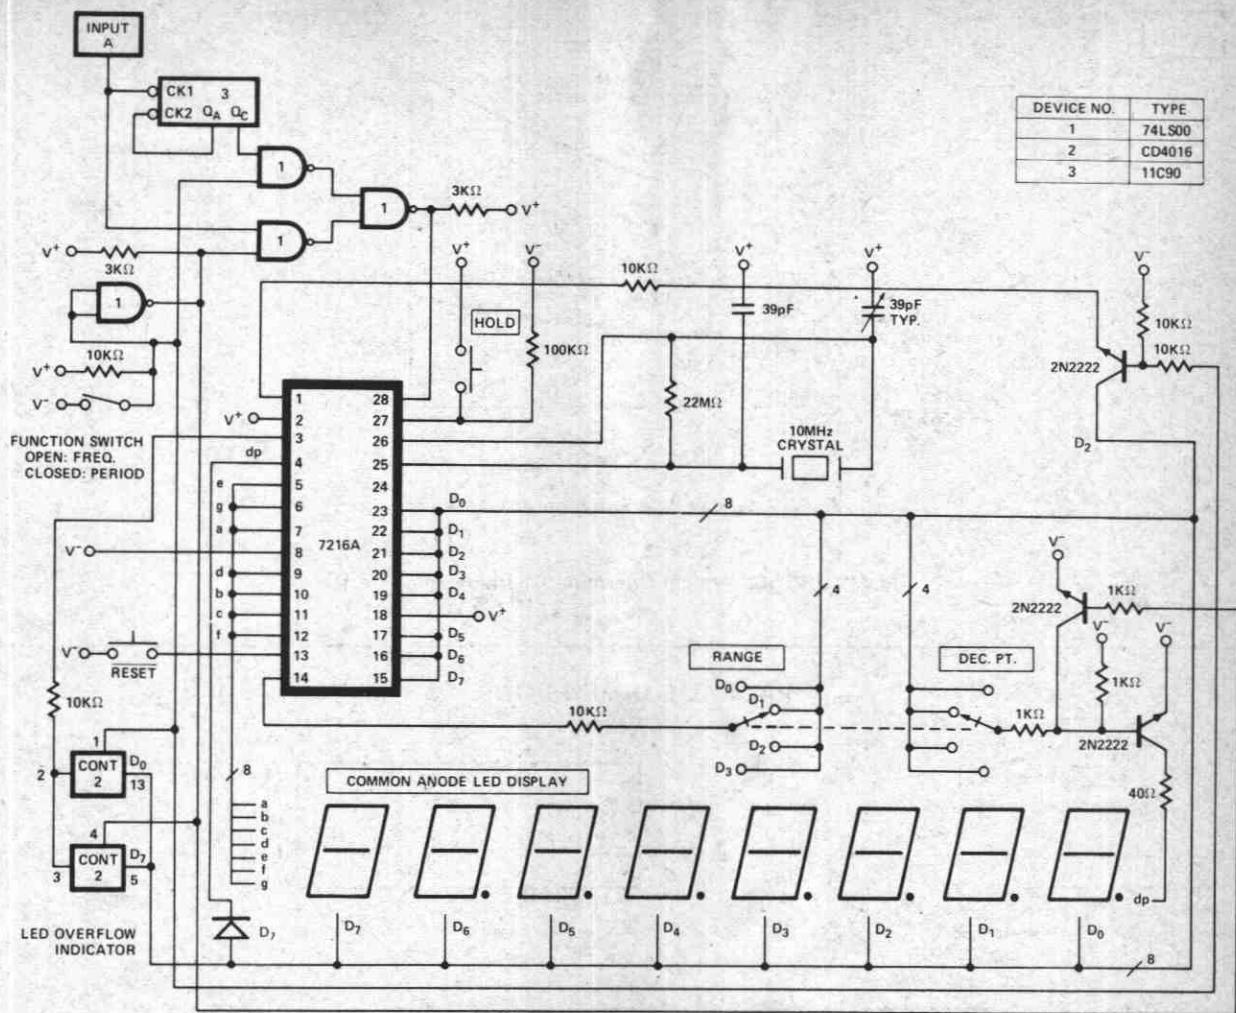 INPUT
A
CK1 3
CK2 QA QC
DEVICE NO. TYPE
1 74LS00
2 CD4016
3 11C90
1
1
1
3KΩ
V+
V+
3KΩ
1
V+
V-
10KΩ
39pF
V+
V+
39pF
TYP.
V-
10KΩ
10KΩ
2N2222
D2
HOLD
100KΩ
22MΩ
10MHz
CRYSTAL
10KΩ
V+
V-
FUNCTION SWITCH
OPEN: FREQ.
CLOSED: PERIOD
V+
dp
e
g
a
V-
d
b
c
f
V-
RESET
1 28
2 27
3 26
4 25
5 24
6 23
7 22
8 21
9 20
10 19
11 18
12 17
13 16
14 15
7216A
D0
D1
D2
D3
D4
V+
D5
D6
D7
8
4
4
RANGE
D0
D1
D2
D3
10KΩ
DEC. PT.
1KΩ
V-
2N2222
1KΩ
V-
1KΩ
V-
2N2222
40Ω
dp
10KΩ
1
2 CONT 2 D0 13
4
3 CONT 2 D7 5
8
a
b
c
d
e
f
g
COMMON ANODE LED DISPLAY
LED OVERFLOW
INDICATOR
D7
D7 D6 D5 D4 D3 D2 D1 D0
8